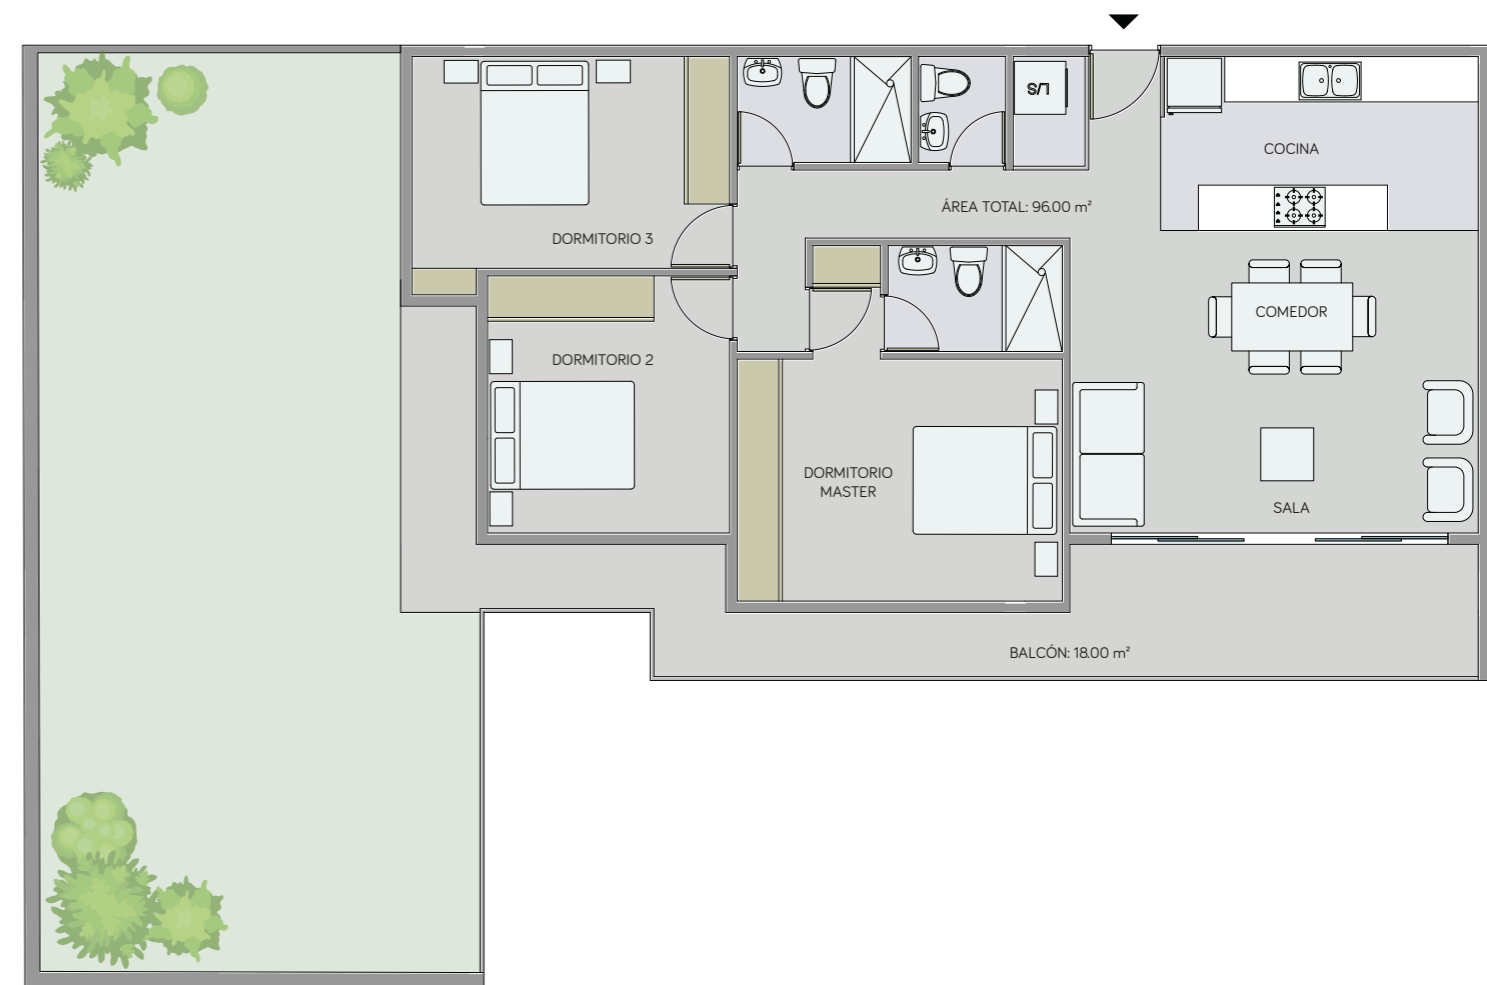 L/S
COCINA
ÁREA TOTAL: 96.00 m²
DORMITORIO 3
COMEDOR
DORMITORIO 2
DORMITORIO
MASTER
SALA
BALCÓN: 18.00 m²